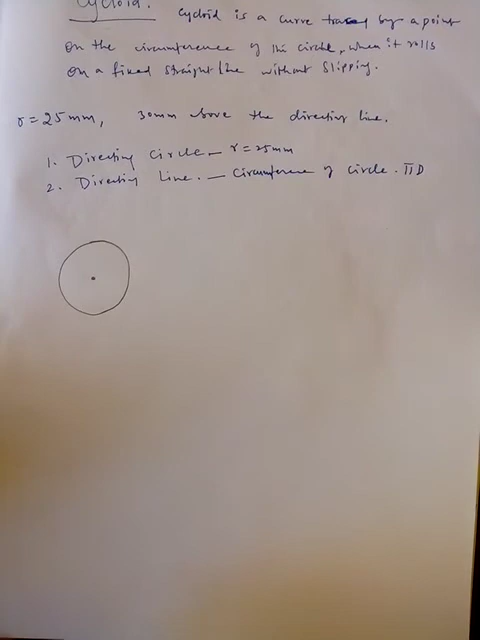 Cycloid. Cycloid is a curve traced by a point
on the circumference of the circle, when it rolls
on a fixed straight line without slipping.
r = 25mm, 30mm above the directing line.
1. Directing Circle — r = 25mm
2. Directing Line. — Circumference of circle. ΠD